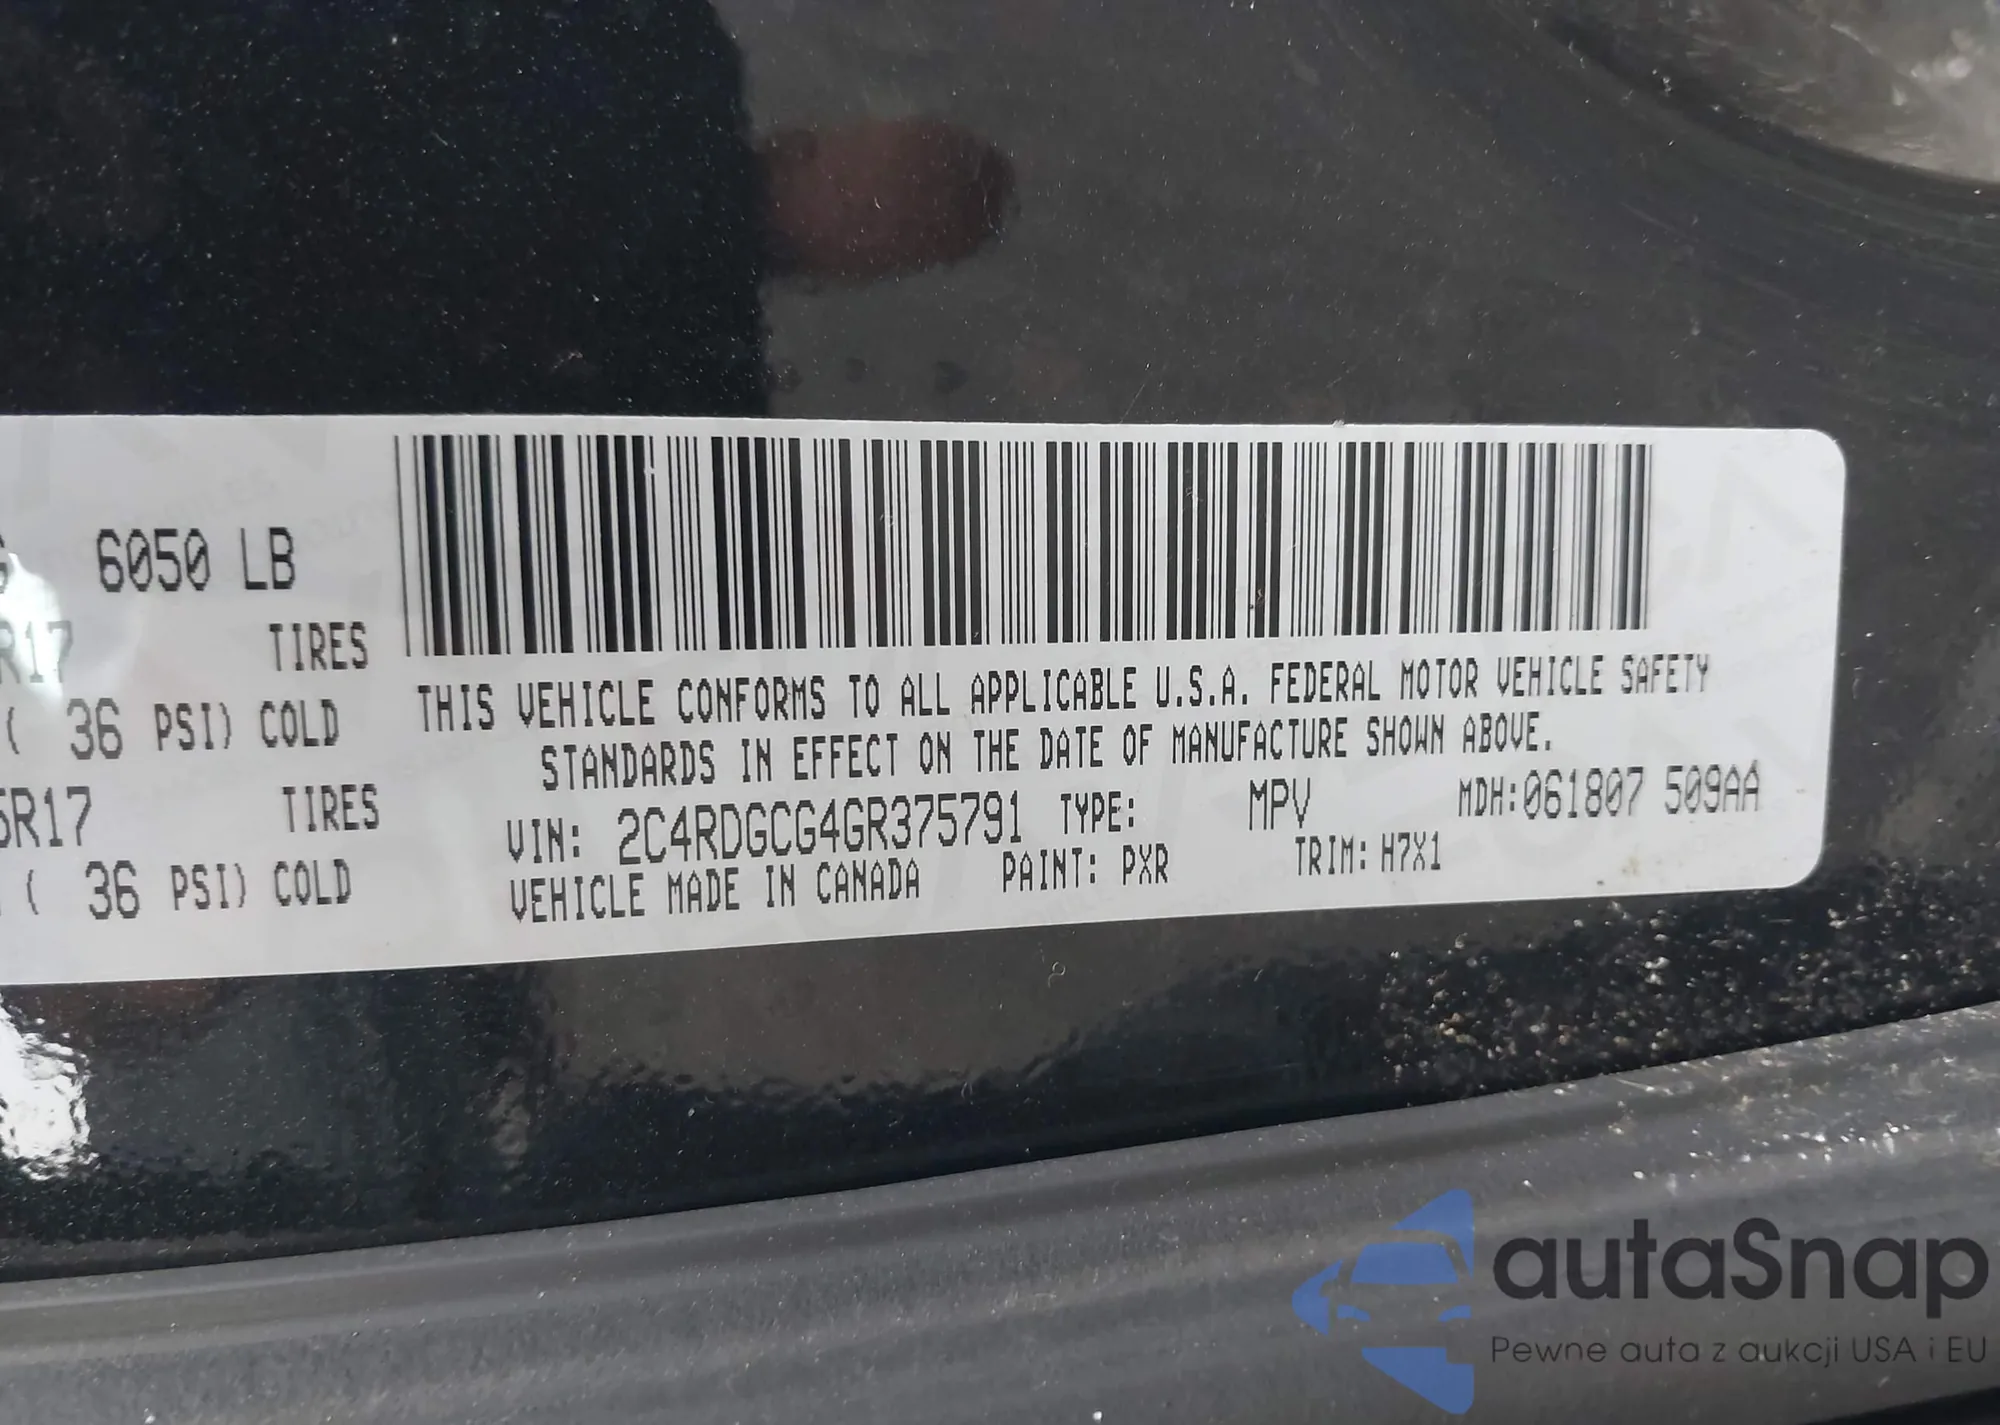 6050 LB
R17 TIRES
( 36 PSI) COLD
5R17 TIRES
( 36 PSI) COLD
THIS VEHICLE CONFORMS TO ALL APPLICABLE U.S.A. FEDERAL MOTOR VEHICLE SAFETY
STANDARDS IN EFFECT ON THE DATE OF MANUFACTURE SHOWN ABOVE.
VIN: 2C4RDGCG4GR375791 TYPE: MPV MDH:061807 509AA
VEHICLE MADE IN CANADA PAINT: PXR TRIM: H7X1
autaSnap
Pewne auta z aukcji USA i EU